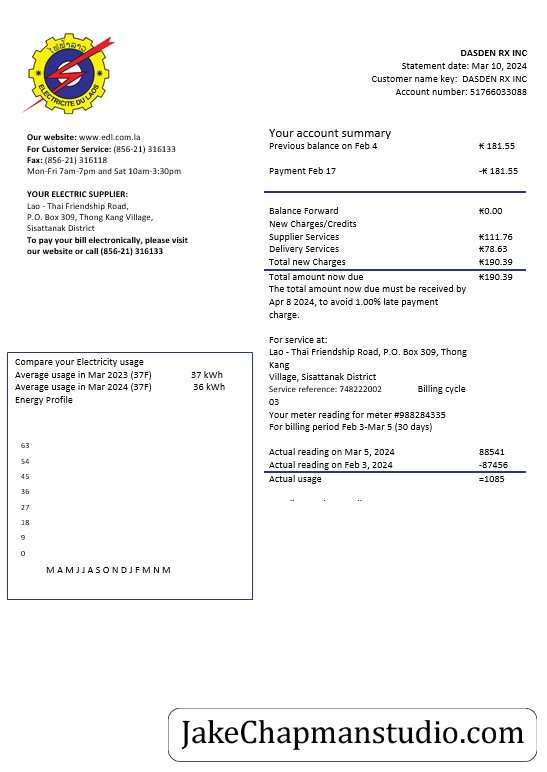 ໄຟຟ້າລາວ
ELECTRICITE DU LAOS
DASDEN RX INC
Statement date: Mar 10, 2024
Customer name key: DASDEN RX INC
Account number: 51766033088
Our website: www.edl.com.la
For Customer Service: (856-21) 316133
Fax: (856-21) 316118
Mon-Fri 7am-7pm and Sat 10am-3:30pm
YOUR ELECTRIC SUPPLIER:
Lao - Thai Friendship Road,
P.O. Box 309, Thong Kang Village,
Sisattanak District
To pay your bill electronically, please visit
our website or call (856-21) 316133
Your account summary
Previous balance on Feb 4 ₭ 181.55
Payment Feb 17 -₭ 181.55
Balance Forward ₭0.00
New Charges/Credits
Supplier Services ₭111.76
Delivery Services ₭78.63
Total new Charges ₭190.39
Total amount now due ₭190.39
The total amount now due must be received by
Apr 8 2024, to avoid 1.00% late payment
charge.
For service at:
Lao - Thai Friendship Road, P.O. Box 309, Thong
Kang
Village, Sisattanak District
Service reference: 748222002 Billing cycle
03
Your meter reading for meter #988284335
For billing period Feb 3-Mar 5 (30 days)
Actual reading on Mar 5, 2024 88541
Actual reading on Feb 3, 2024 -87456
Actual usage =1085
Compare your Electricity usage
Average usage in Mar 2023 (37F) 37 kWh
Average usage in Mar 2024 (37F) 36 kWh
Energy Profile
63
54
45
36
27
18
9
0
M A M J J A S O N D J F M N M
JakeChapmanstudio.com